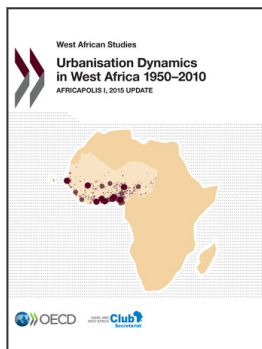 West African Studies
Urbanisation Dynamics
in West Africa 1950–2010
AFRICAPOLIS I, 2015 UPDATE
OECD
SAHEL AND
WEST AFRICA
Club
Secretariat